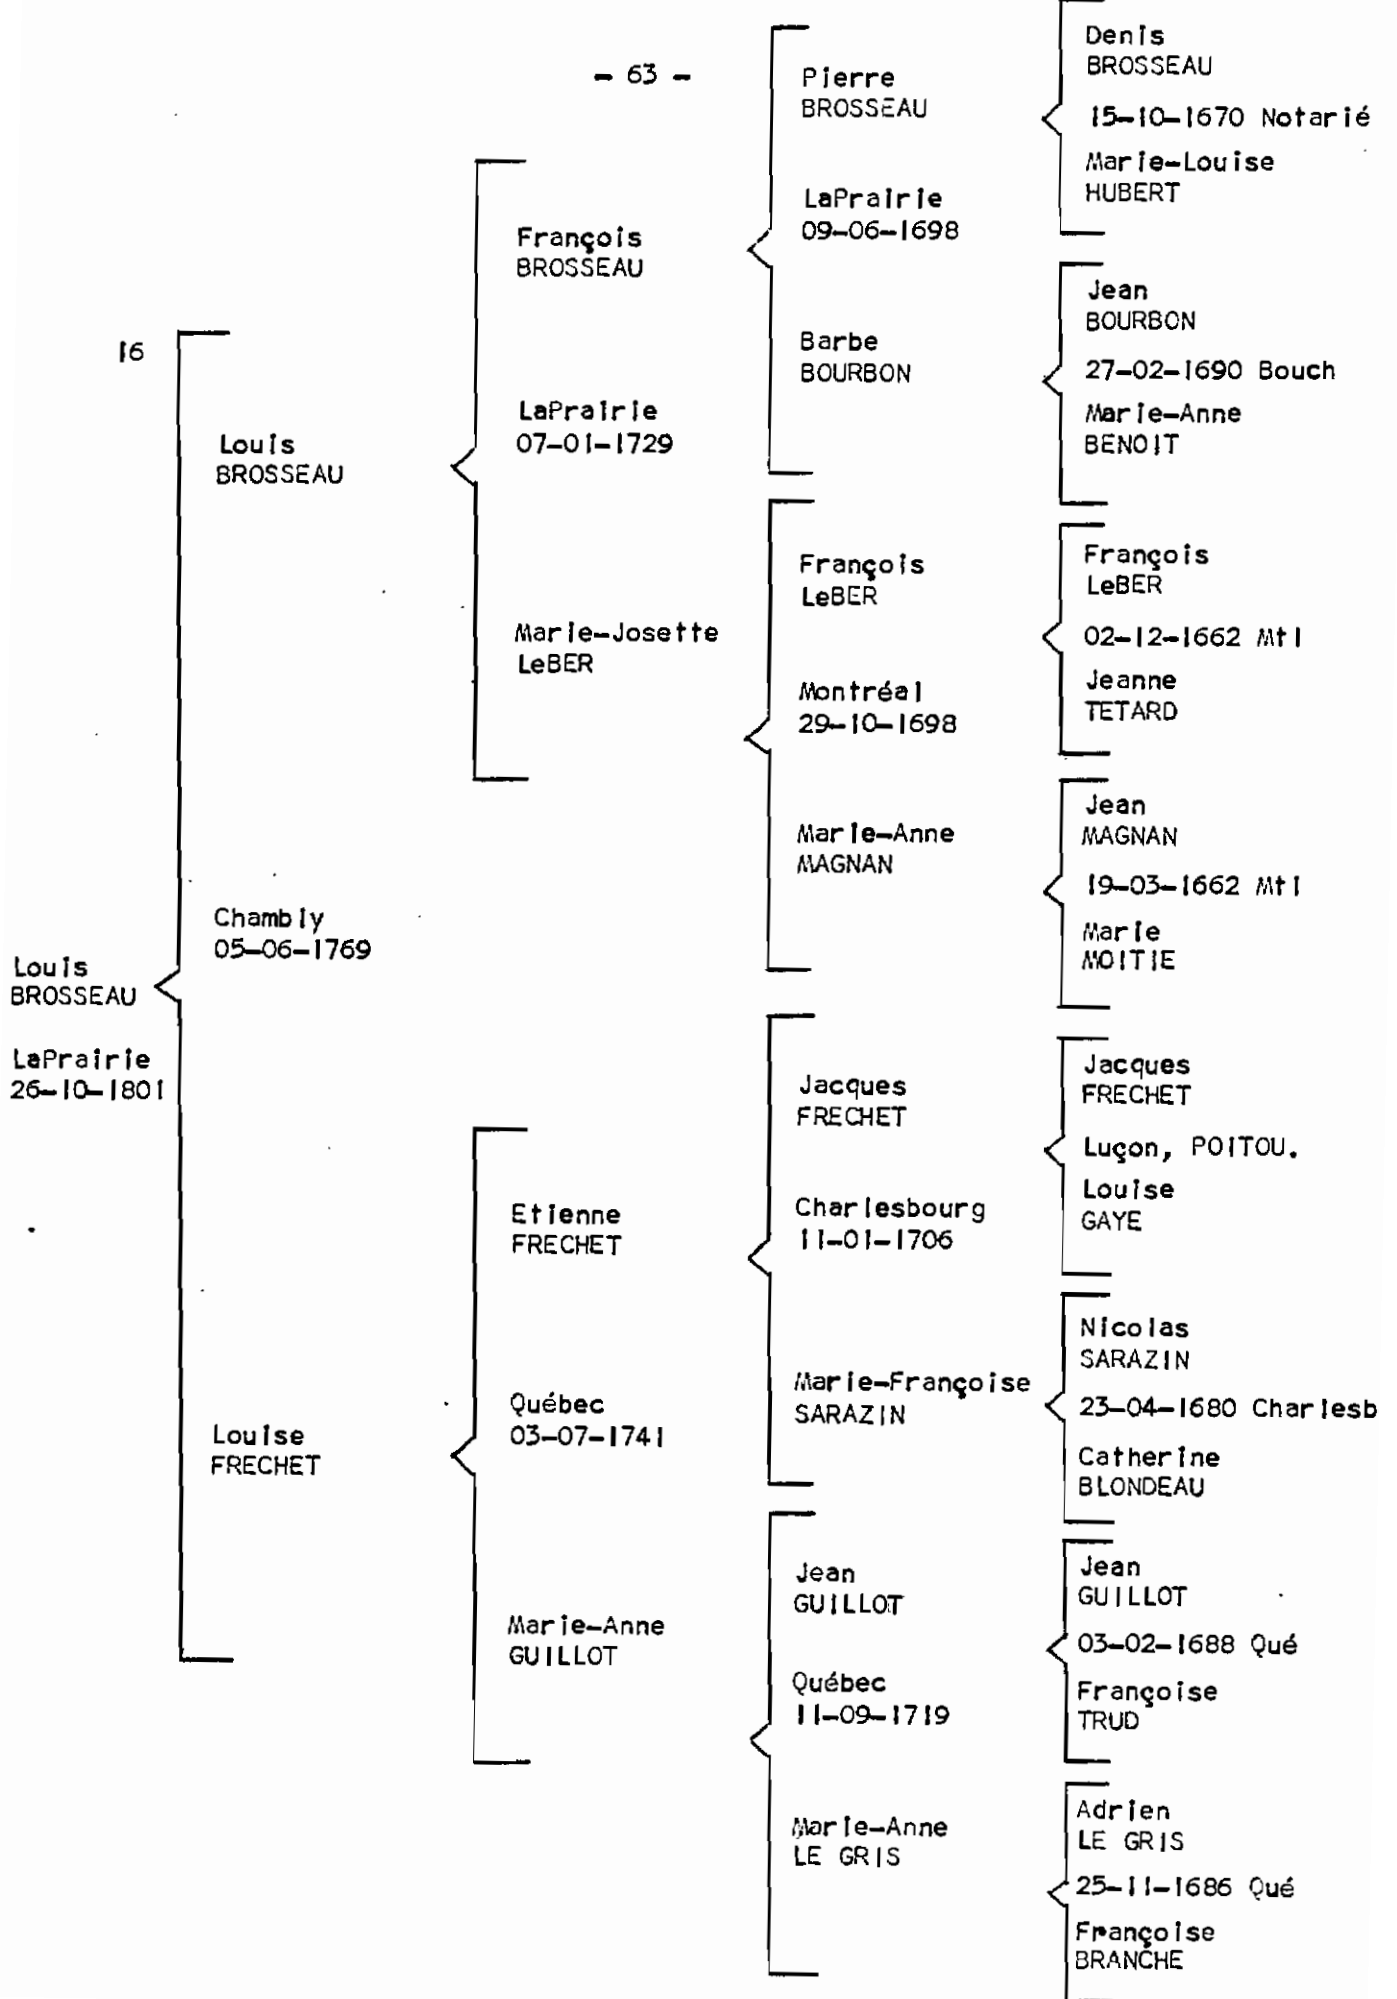 - 63 -
16
Louis
BROSSEAU
LaPrairie
26-10-1801
Louis
BROSSEAU
Chambly
05-06-1769
Louise
FRECHET
François
BROSSEAU
LaPrairie
07-01-1729
Marie-Josette
LeBER
Etienne
FRECHET
Québec
03-07-1741
Marie-Anne
GUILLOT
Pierre
BROSSEAU
LaPrairie
09-06-1698
Barbe
BOURBON
François
LeBER
Montréal
29-10-1698
Marie-Anne
MAGNAN
Jacques
FRECHET
Charlesbourg
11-01-1706
Marie-Françoise
SARAZIN
Jean
GUILLOT
Québec
11-09-1719
Marie-Anne
LE GRIS
Denis
BROSSEAU
15-10-1670 Notarié
Marie-Louise
HUBERT
Jean
BOURBON
27-02-1690 Bouch
Marie-Anne
BENOIT
François
LeBER
02-12-1662 Mtl
Jeanne
TETARD
Jean
MAGNAN
19-03-1662 Mtl
Marie
MOITIE
Jacques
FRECHET
Luçon, POITOU.
Louise
GAYE
Nicolas
SARAZIN
23-04-1680 Charlesb
Catherine
BLONDEAU
Jean
GUILLOT
03-02-1688 Qué
Françoise
TRUD
Adrien
LE GRIS
25-11-1686 Qué
Françoise
BRANCHE